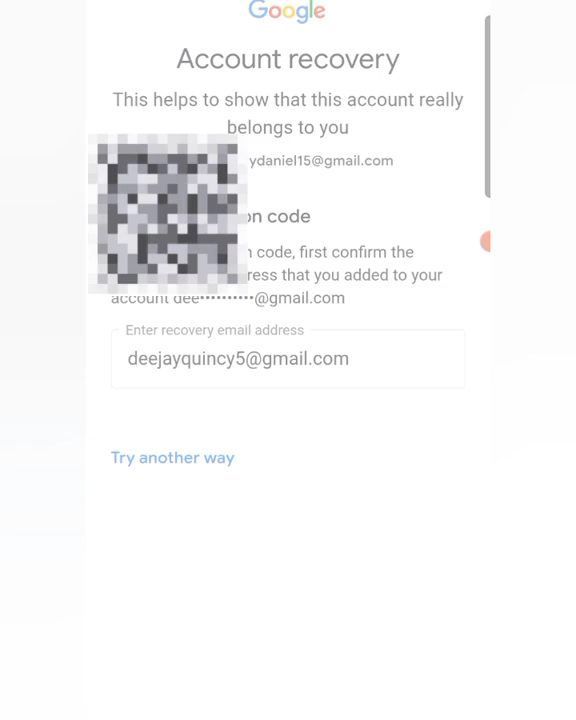 Google
Account recovery
This helps to show that this account really
belongs to you
ydaniel15@gmail.com
code
code, first confirm the
that you added to your
account dee••••••••••@gmail.com
Enter recovery email address
deejayquincy5@gmail.com
Try another way